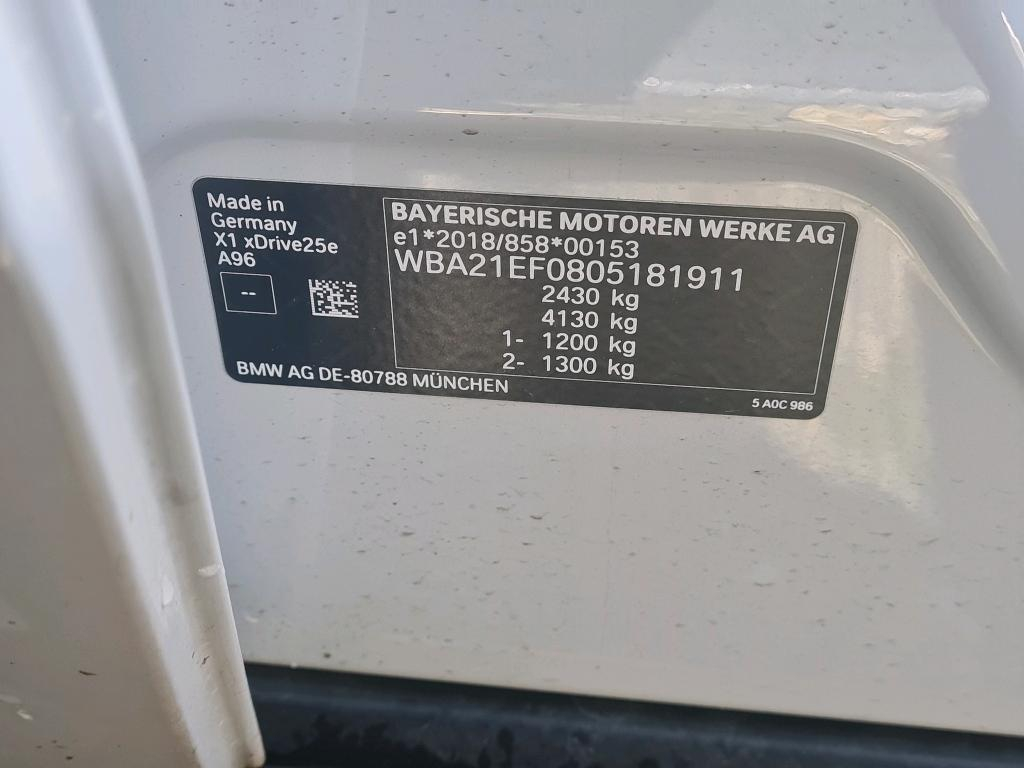 Made in
Germany
X1 xDrive25e
A96
--
BAYERISCHE MOTOREN WERKE AG
e1*2018/858*00153
WBA21EF0805181911
2430 kg
4130 kg
1- 1200 kg
2- 1300 kg
BMW AG DE-80788 MÜNCHEN
5 A0C 986